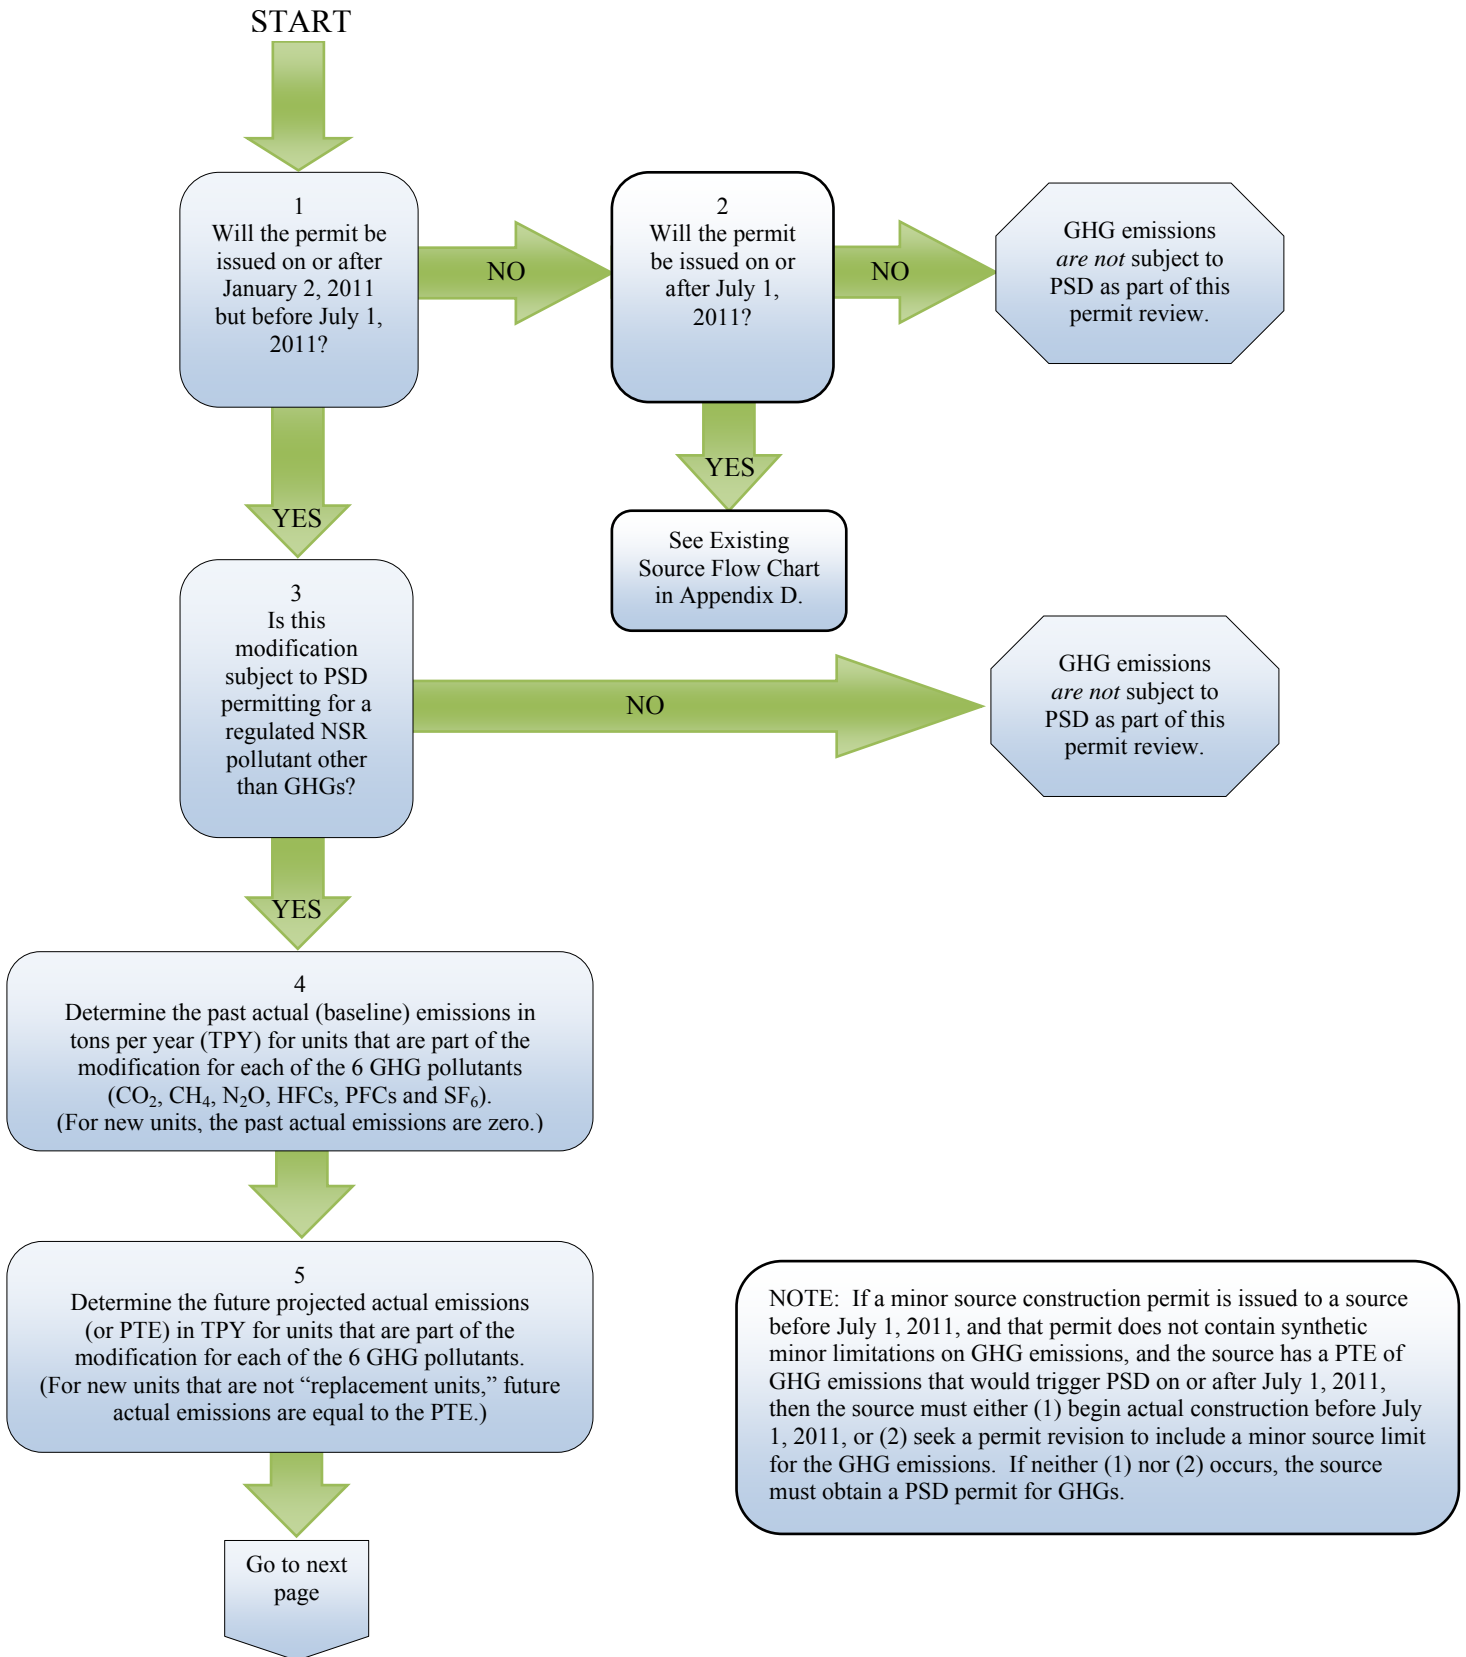 START
1
Will the permit be
issued on or after
January 2, 2011
but before July 1,
2011?
NO
2
Will the permit
be issued on or
after July 1,
2011?
NO
GHG emissions
are not subject to
PSD as part of this
permit review.
YES
YES
See Existing
Source Flow Chart
in Appendix D.
3
Is this
modification
subject to PSD
permitting for a
regulated NSR
pollutant other
than GHGs?
NO
GHG emissions
are not subject to
PSD as part of this
permit review.
YES
4
Determine the past actual (baseline) emissions in
tons per year (TPY) for units that are part of the
modification for each of the 6 GHG pollutants
(CO₂, CH₄, N₂O, HFCs, PFCs and SF₆).
(For new units, the past actual emissions are zero.)
5
Determine the future projected actual emissions
(or PTE) in TPY for units that are part of the
modification for each of the 6 GHG pollutants.
(For new units that are not “replacement units,” future
actual emissions are equal to the PTE.)
NOTE: If a minor source construction permit is issued to a source
before July 1, 2011, and that permit does not contain synthetic
minor limitations on GHG emissions, and the source has a PTE of
GHG emissions that would trigger PSD on or after July 1, 2011,
then the source must either (1) begin actual construction before July
1, 2011, or (2) seek a permit revision to include a minor source limit
for the GHG emissions. If neither (1) nor (2) occurs, the source
must obtain a PSD permit for GHGs.
Go to next
page